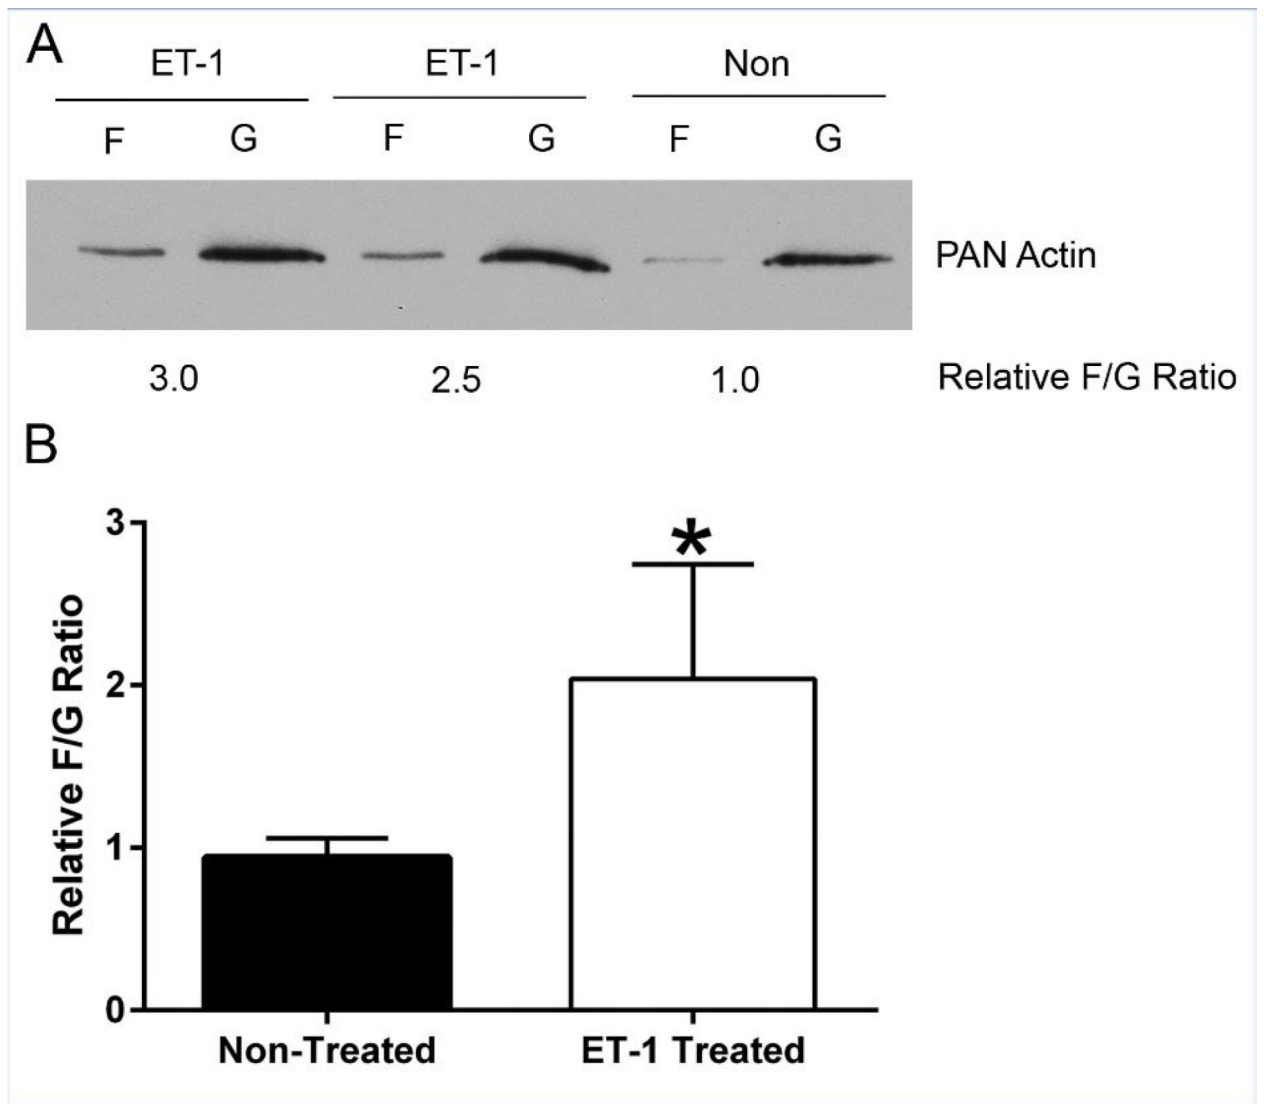 A
ET-1 ET-1 Non
F G F G F G
PAN Actin
3.0 2.5 1.0 Relative F/G Ratio
B
3
2
1
0
Relative F/G Ratio
*
Non-Treated ET-1 Treated